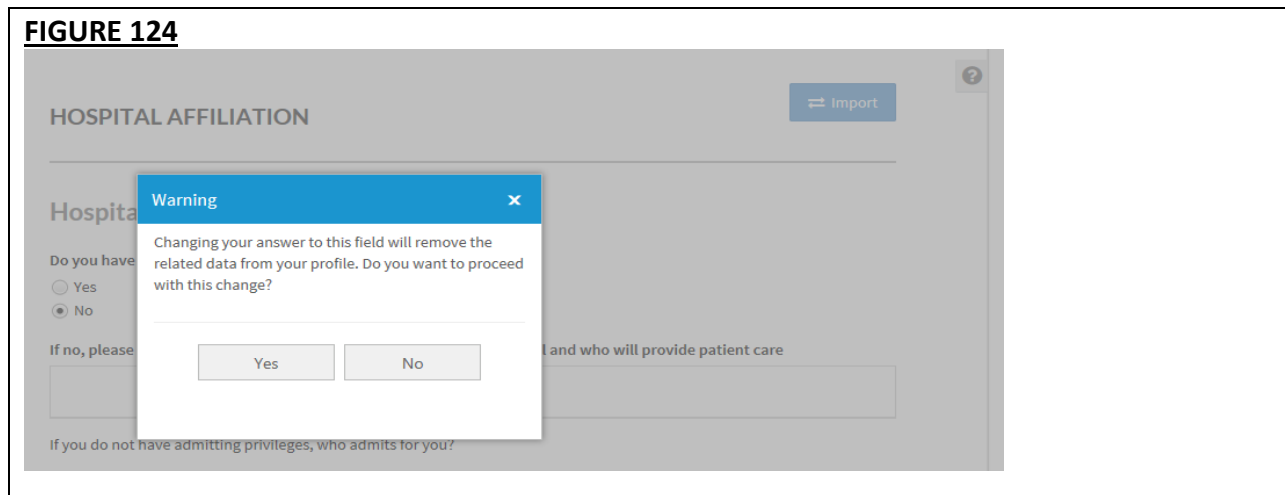 FIGURE 124
HOSPITAL AFFILIATION
Import
Warning
Hospita
Changing your answer to this field will remove the
related data from your profile. Do you want to proceed
with this change?
Do you have
Yes
No
If no, please
l and who will provide patient care
Yes
No
If you do not have admitting privileges, who admits for you?